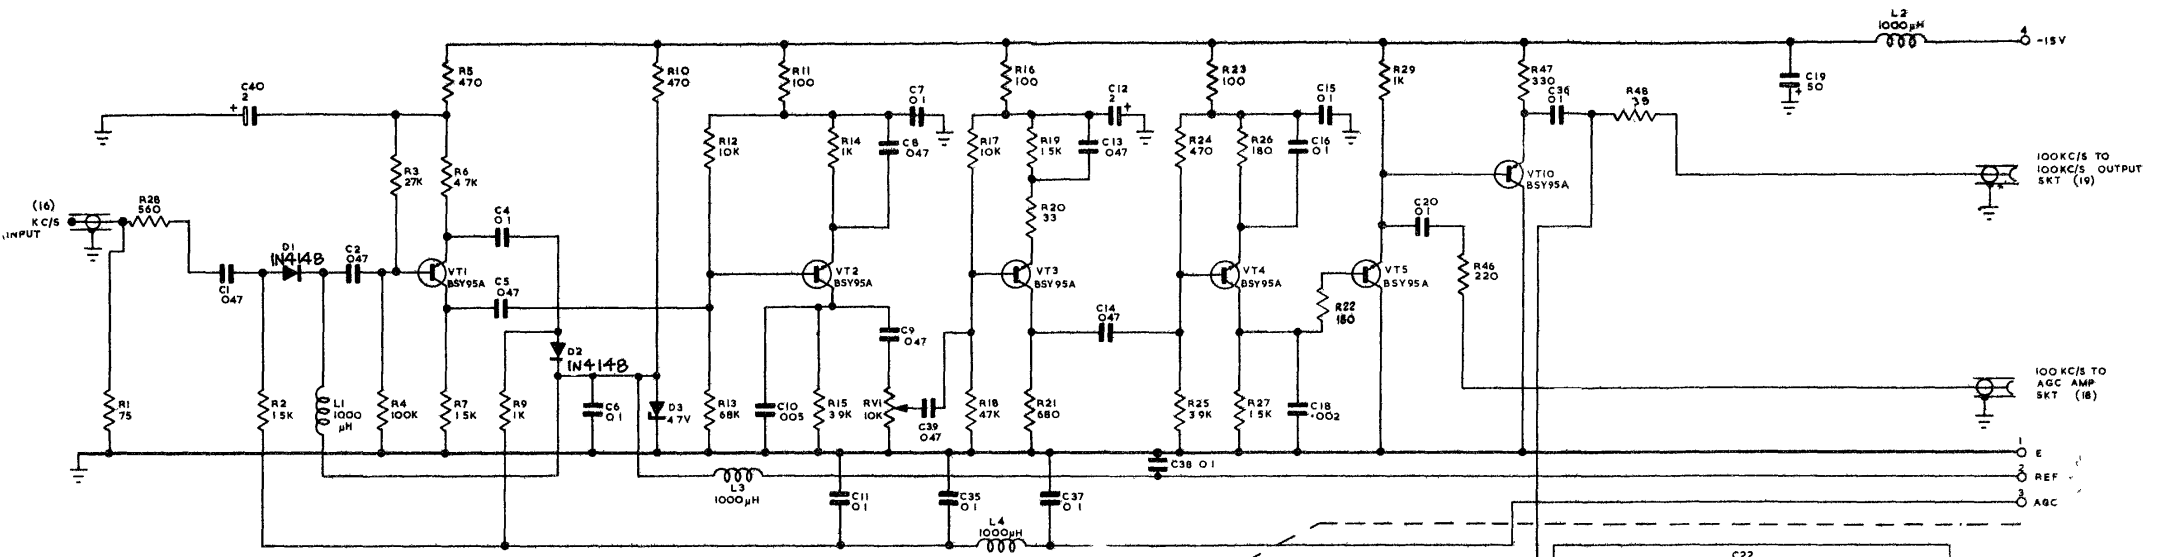 L2
1000µH
4
-15V
R5
470
R10
470
R11
100
R16
100
R23
100
R29
1K
R47
330
C19
50
+
C40
2
+
C7
0.1
C12
2
+
C15
0.1
C36
0.1
R48
39
R3
27K
R6
4.7K
R12
10K
R14
1K
C8
.047
R17
10K
R19
1.5K
C13
.047
R24
470
R26
180
C16
0.1
VT10
BSY95A
100KC/S TO
100KC/S OUTPUT
SKT (19)
(16)
KC/S
INPUT
R28
560
C4
0.1
R20
33
C20
0.1
D1
1N4148
C2
.047
C1
.047
VT1
BSY95A
C5
.047
VT2
BSY95A
VT3
BSY95A
VT4
BSY95A
VT5
BSY95A
R46
220
C14
.047
R22
180
C9
.047
D2
1N4148
R1
75
R2
1.5K
L1
1000
µH
R4
100K
R7
1.5K
R9
1K
C6
0.1
D3
4.7V
R13
68K
C10
.005
R15
3.9K
RV1
10K
C39
.047
R18
47K
R21
680
R25
3.9K
R27
1.5K
C18
.002
100KC/S TO
AGC AMP
SKT (18)
1
E
C38 0.1
2
REF
L3
1000µH
C11
0.1
C35
0.1
C37
0.1
3
AGC
L4
1000µH
C22